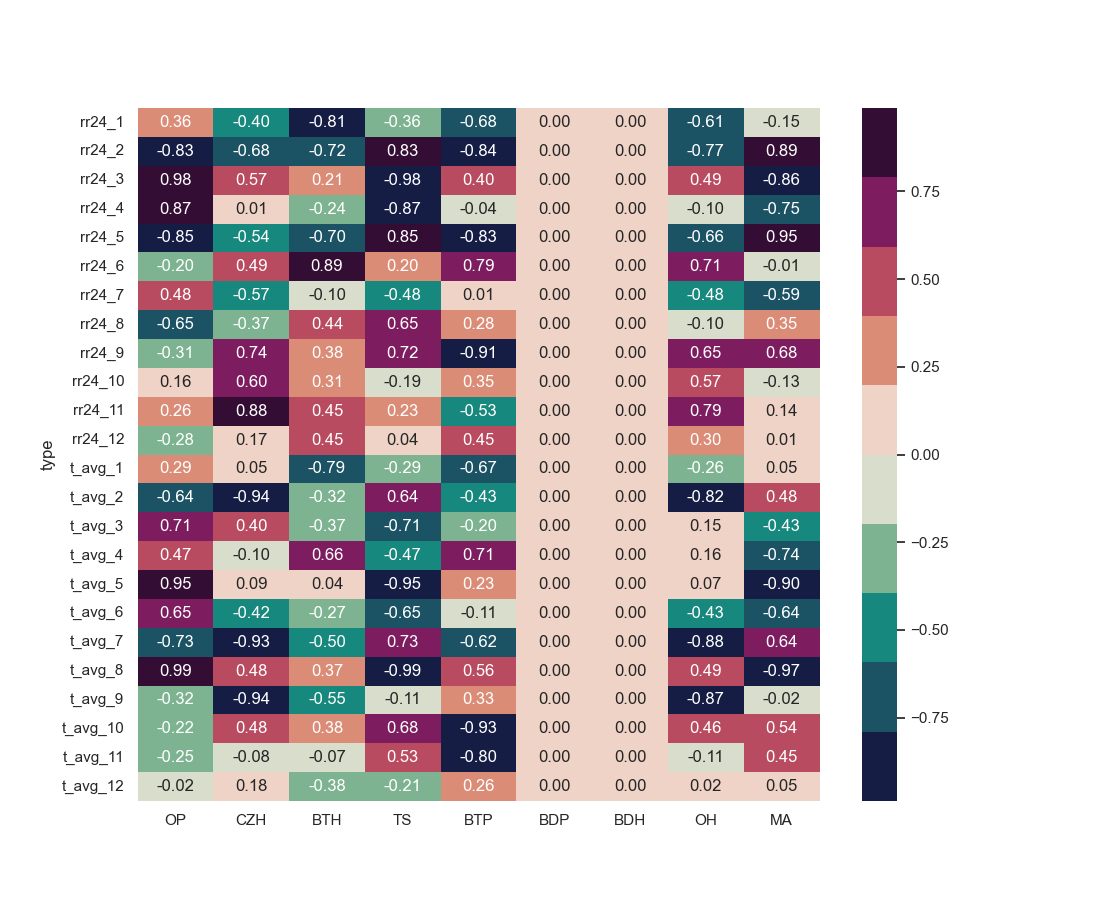 rr24_1 0.36 -0.40 -0.81 -0.36 -0.68 0.00 0.00 -0.61 -0.15
rr24_2 -0.83 -0.68 -0.72 0.83 -0.84 0.00 0.00 -0.77 0.89
rr24_3 0.98 0.57 0.21 -0.98 0.40 0.00 0.00 0.49 -0.86
0.75
rr24_4 0.87 0.01 -0.24 -0.87 -0.04 0.00 0.00 -0.10 -0.75
rr24_5 -0.85 -0.54 -0.70 0.85 -0.83 0.00 0.00 -0.66 0.95
rr24_6 -0.20 0.49 0.89 0.20 0.79 0.00 0.00 0.71 -0.01
0.50
rr24_7 0.48 -0.57 -0.10 -0.48 0.01 0.00 0.00 -0.48 -0.59
rr24_8 -0.65 -0.37 0.44 0.65 0.28 0.00 0.00 -0.10 0.35
rr24_9 -0.31 0.74 0.38 0.72 -0.91 0.00 0.00 0.65 0.68
0.25
rr24_10 0.16 0.60 0.31 -0.19 0.35 0.00 0.00 0.57 -0.13
rr24_11 0.26 0.88 0.45 0.23 -0.53 0.00 0.00 0.79 0.14
rr24_12 -0.28 0.17 0.45 0.04 0.45 0.00 0.00 0.30 0.01
type
0.00
t_avg_1 0.29 0.05 -0.79 -0.29 -0.67 0.00 0.00 -0.26 0.05
t_avg_2 -0.64 -0.94 -0.32 0.64 -0.43 0.00 0.00 -0.82 0.48
t_avg_3 0.71 0.40 -0.37 -0.71 -0.20 0.00 0.00 0.15 -0.43
−0.25
t_avg_4 0.47 -0.10 0.66 -0.47 0.71 0.00 0.00 0.16 -0.74
t_avg_5 0.95 0.09 0.04 -0.95 0.23 0.00 0.00 0.07 -0.90
t_avg_6 0.65 -0.42 -0.27 -0.65 -0.11 0.00 0.00 -0.43 -0.64
−0.50
t_avg_7 -0.73 -0.93 -0.50 0.73 -0.62 0.00 0.00 -0.88 0.64
t_avg_8 0.99 0.48 0.37 -0.99 0.56 0.00 0.00 0.49 -0.97
t_avg_9 -0.32 -0.94 -0.55 -0.11 0.33 0.00 0.00 -0.87 -0.02
−0.75
t_avg_10 -0.22 0.48 0.38 0.68 -0.93 0.00 0.00 0.46 0.54
t_avg_11 -0.25 -0.08 -0.07 0.53 -0.80 0.00 0.00 -0.11 0.45
t_avg_12 -0.02 0.18 -0.38 -0.21 0.26 0.00 0.00 0.02 0.05
OP CZH BTH TS BTP BDP BDH OH MA